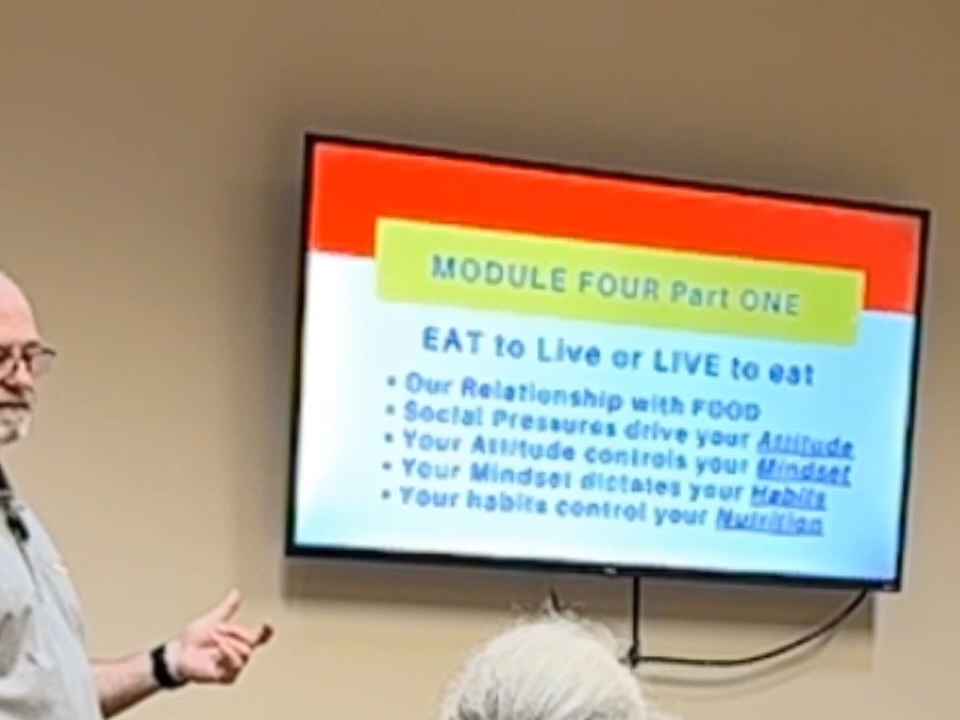 MODULE FOUR Part ONE
EAT to Live or LIVE to eat
• Our Relationship with FOOD
• Social Pressures drive your Attitude
• Your Attitude controls your Mindset
• Your Mindset dictates your Habits
• Your habits control your Nutrition